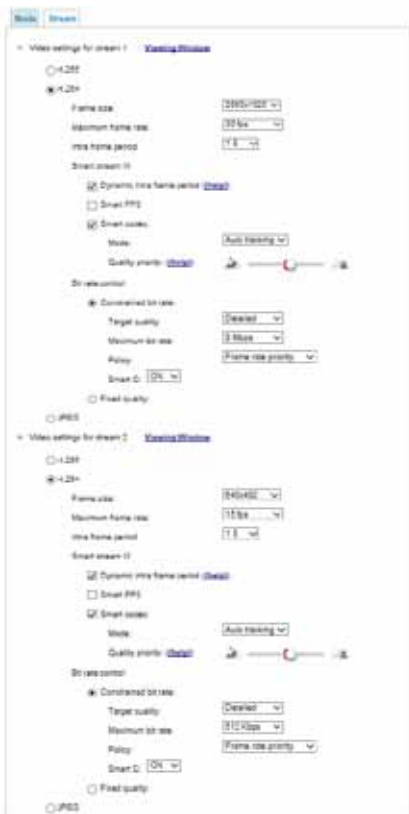 Mode Stream
Video settings for stream 1 Viewing Window
H.265
H.264
Frame size:
Maximum frame rate: 30 fps
Intra frame period: 1 S
Smart stream III
Dynamic intra frame period (Help)
Smart FPS
Smart codec:
Mode: Auto tracking
Quality priority: (Help)
Bit rate control
Constrained bit rate:
Target quality: Detailed
Maximum bit rate:
Policy: Frame rate priority
Smart Q: ON
Fixed quality:
JPEG
Video settings for stream 2 Viewing Window
H.265
H.264
Frame size:
Maximum frame rate: 15 fps
Intra frame period: 1 S
Smart stream III
Dynamic intra frame period (Help)
Smart FPS
Smart codec:
Mode: Auto tracking
Quality priority: (Help)
Bit rate control
Constrained bit rate:
Target quality: Detailed
Maximum bit rate: 512 Kbps
Policy: Frame rate priority
Smart Q: ON
Fixed quality:
JPEG